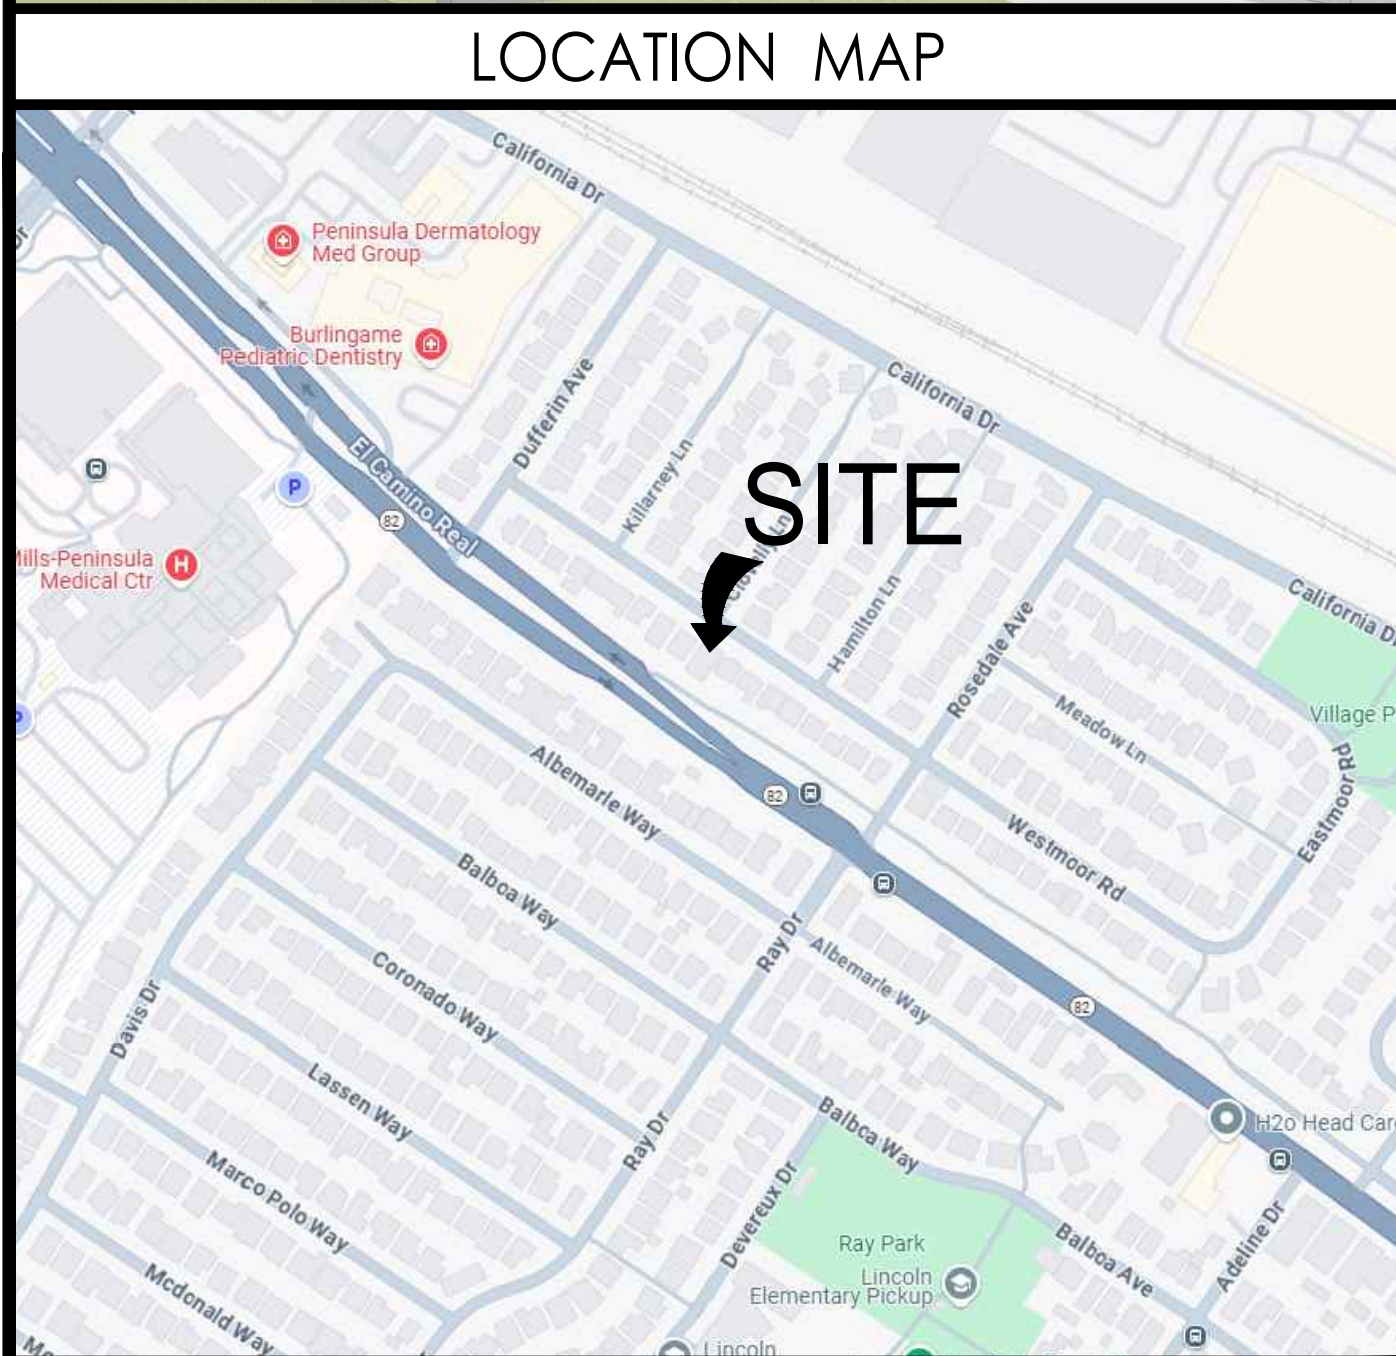 LOCATION MAP
California Dr
Peninsula Dermatology
Med Group
Burlingame
Pediatric Dentistry
Dufferin Ave
California Dr
El Camino Real
Killarney Ln
SITE
P
82
Mills-Peninsula
Medical Ctr
H
Hamilton Ln
Rosedale Ave
California Dr
Meadow Ln
Village P
Eastmoor Rd
Albemarle Way
82
Westmoor Rd
Balboa Way
Ray Dr
Albemarle Way
Coronado Way
Davis Dr
82
Lassen Way
Ray Dr
Balboa Way
H2o Head Care
Marco Polo Way
Devereux Dr
Ray Park
Lincoln
Elementary Pickup
Balboa Ave
Adeline Dr
Mcdonald Way
Lincoln